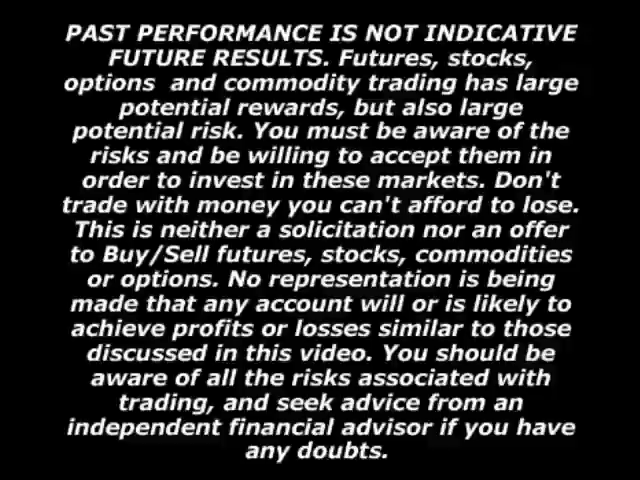 PAST PERFORMANCE IS NOT INDICATIVE
FUTURE RESULTS. Futures, stocks,
options  and commodity trading has large
potential rewards, but also large
potential risk. You must be aware of the
risks and be willing to accept them in
order to invest in these markets. Don't
trade with money you can't afford to lose.
This is neither a solicitation nor an offer
to Buy/Sell futures, stocks, commodities
or options. No representation is being
made that any account will or is likely to
achieve profits or losses similar to those
discussed in this video. You should be
aware of all the risks associated with
trading, and seek advice from an
independent financial advisor if you have
any doubts.